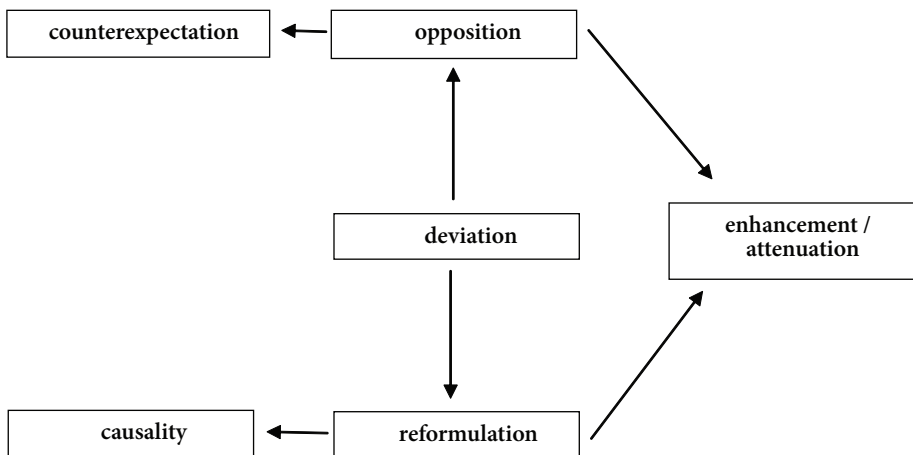 counterexpectation
opposition
deviation
enhancement /
attenuation
causality
reformulation